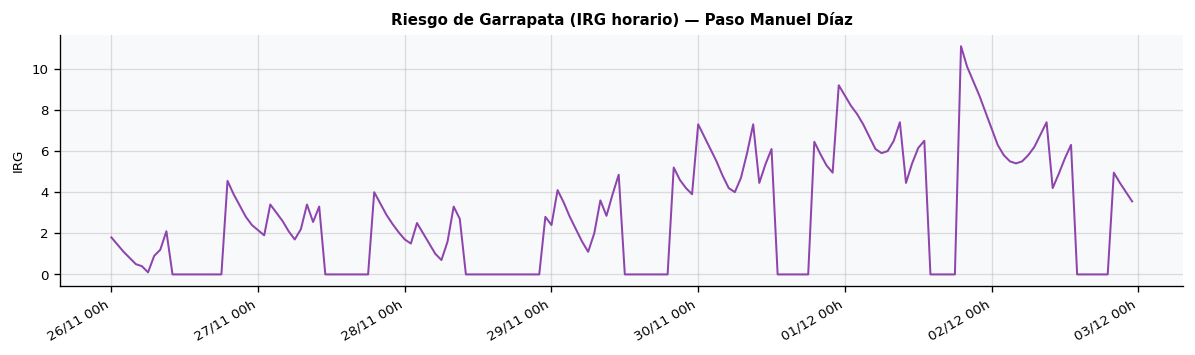 Riesgo de Garrapata (IRG horario) — Paso Manuel Díaz
IRG
10
8
6
4
2
0
26/11 00h
27/11 00h
28/11 00h
29/11 00h
30/11 00h
01/12 00h
02/12 00h
03/12 00h